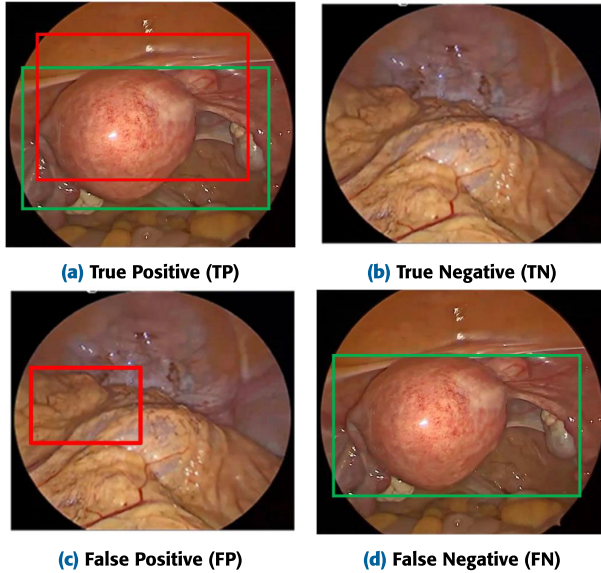 (a) True Positive (TP)
(b) True Negative (TN)
(c) False Positive (FP)
(d) False Negative (FN)